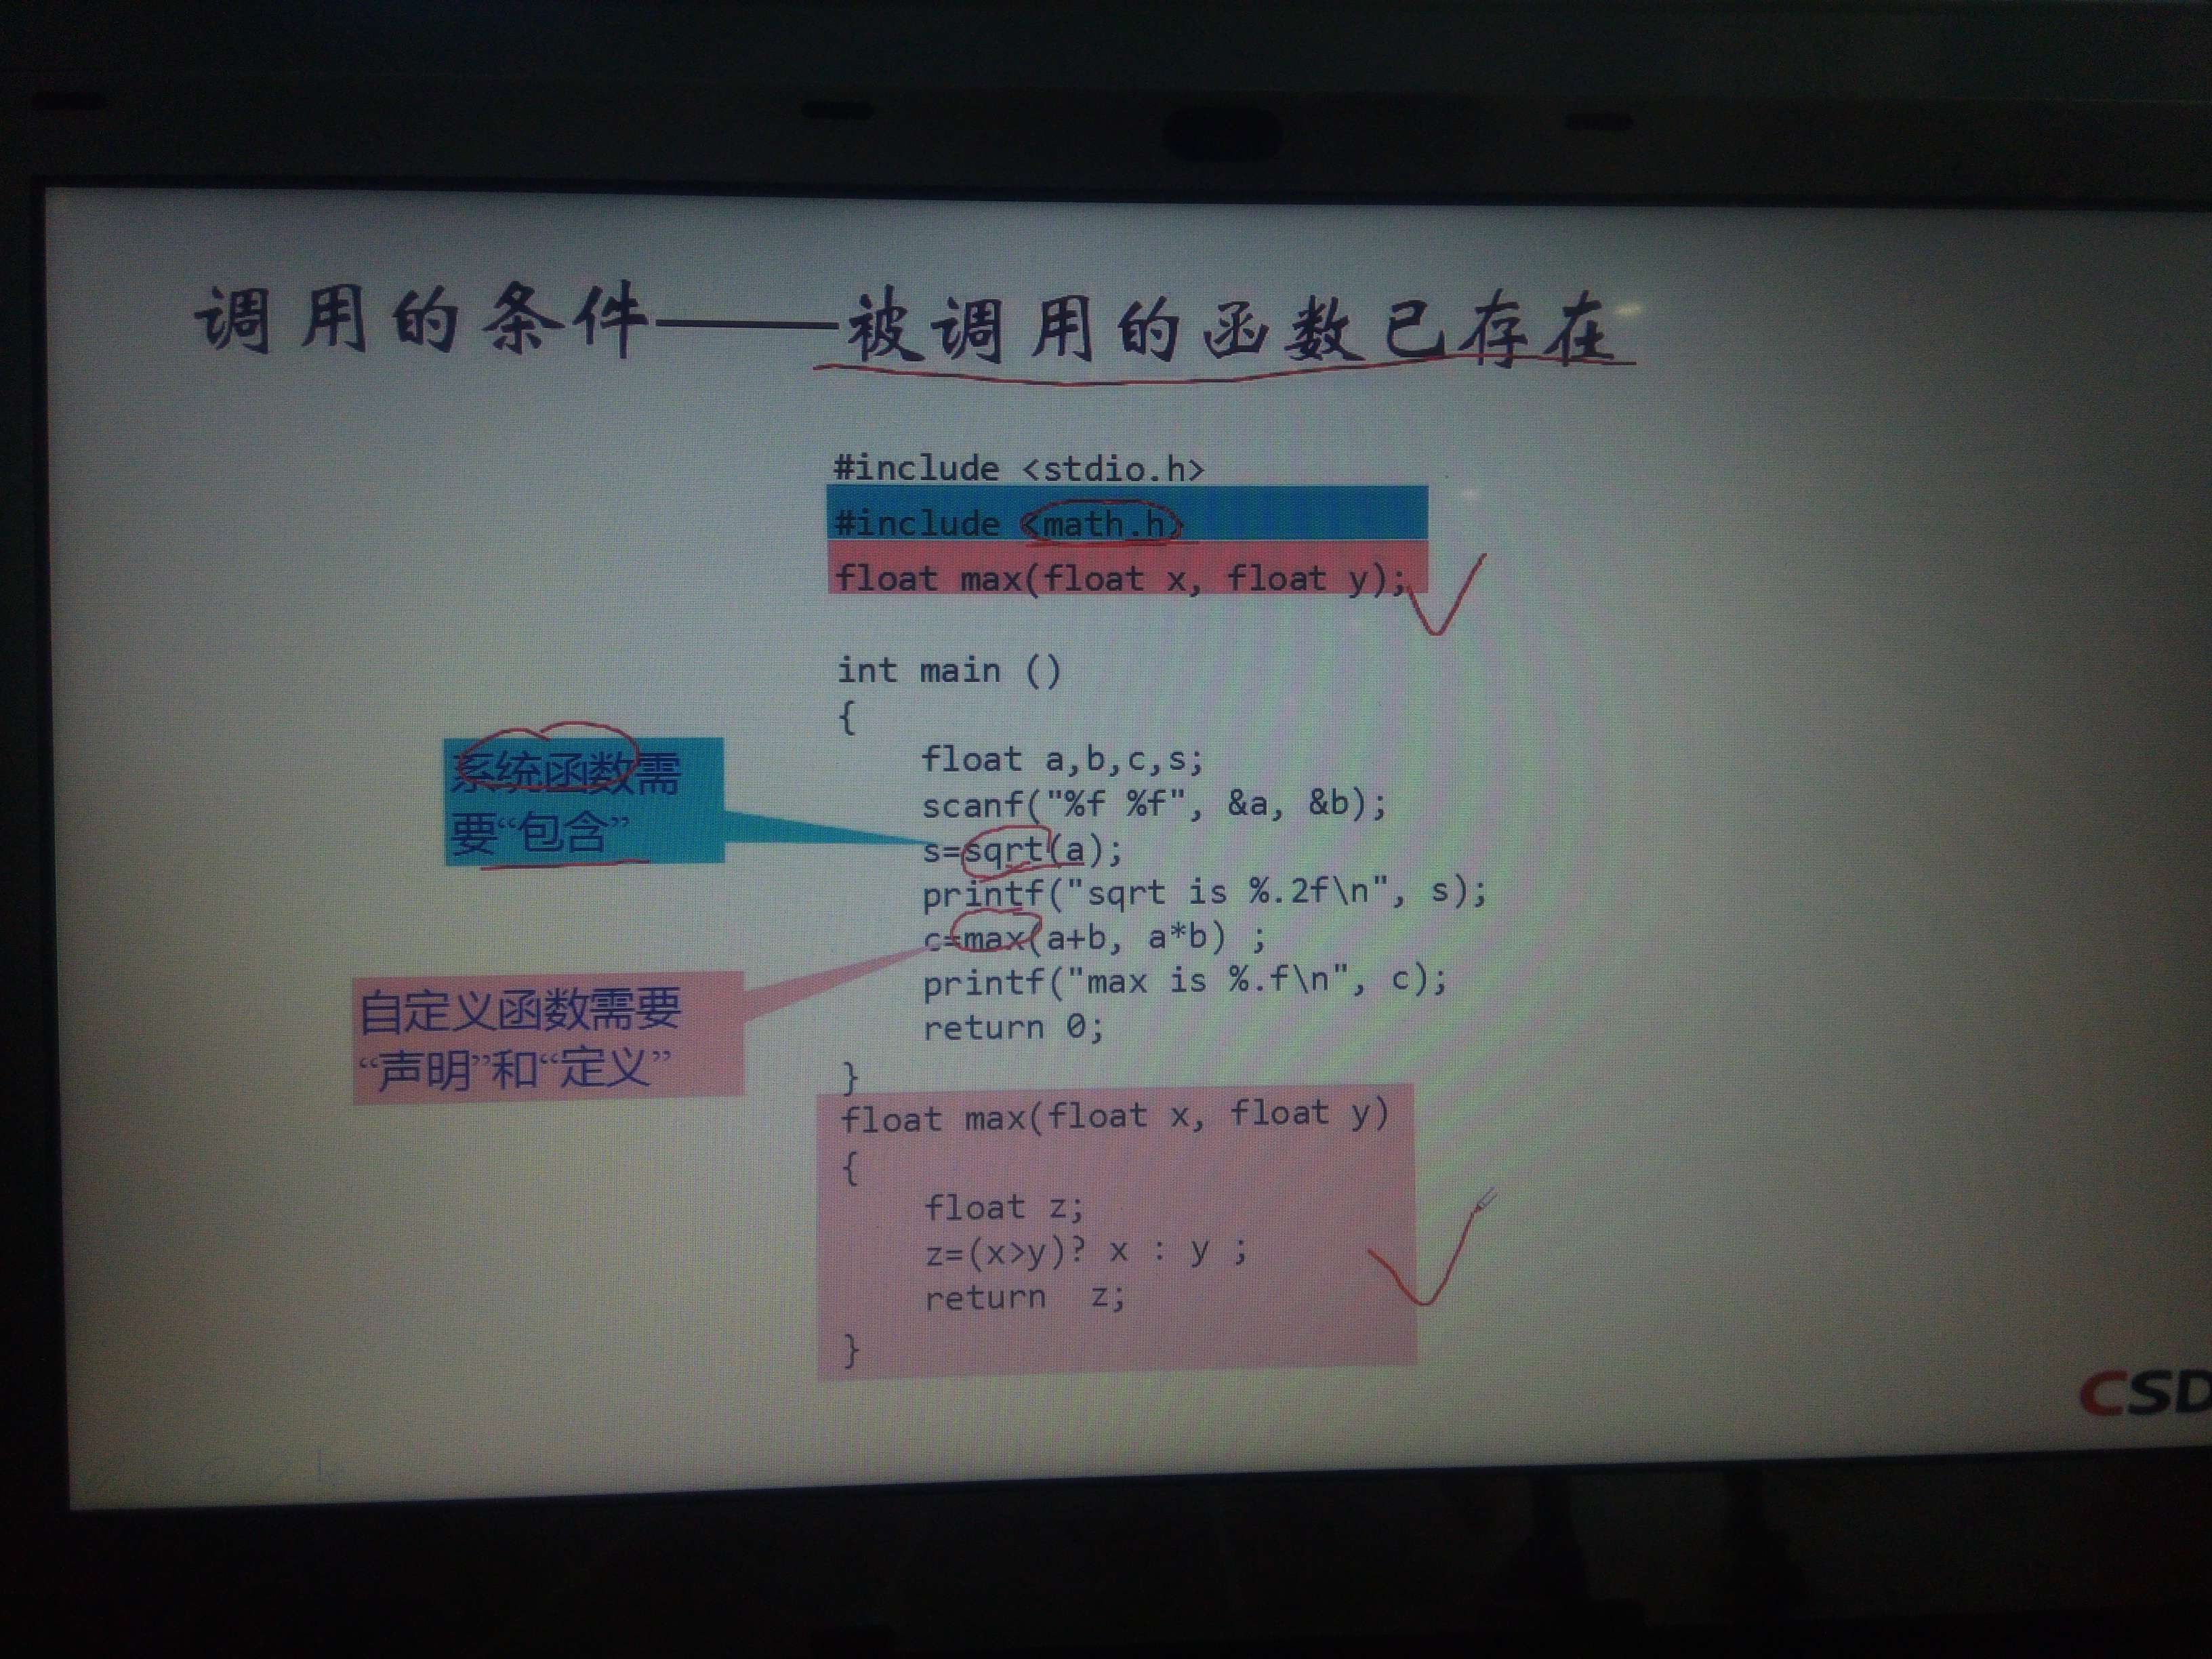 调用的条件——被调用的函数已存在
#include <stdio.h>
#include <math.h>
float max(float x, float y);
int main ()
{
float a,b,c,s;
scanf("%f %f", &a, &b);
s=sqrt(a);
printf("sqrt is %.2f\n", s);
c=max(a+b, a*b) ;
printf("max is %.f\n", c);
return 0;
}
float max(float x, float y)
{
float z;
z=(x>y)? x : y ;
return z;
}
系统函数需
要“包含”
自定义函数需要
“声明”和“定义”
CSD